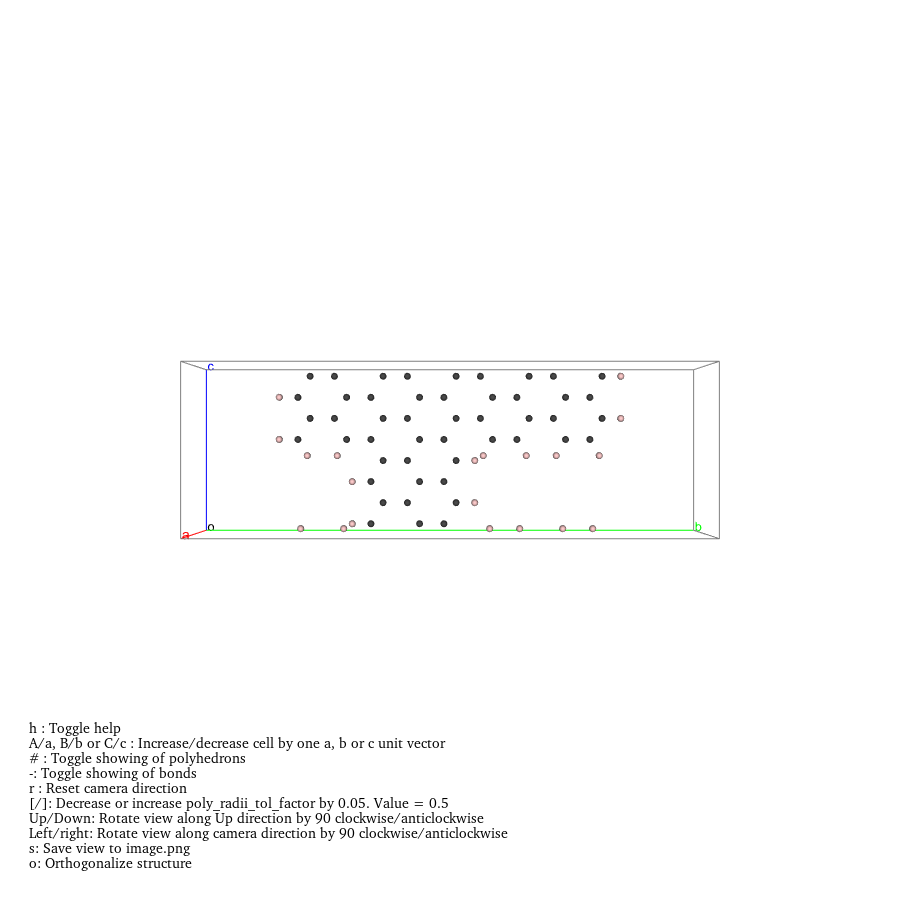 c
o
b
a
h : Toggle help
A/a, B/b or C/c : Increase/decrease cell by one a, b or c unit vector
# : Toggle showing of polyhedrons
-: Toggle showing of bonds
r : Reset camera direction
[/]: Decrease or increase poly_radii_tol_factor by 0.05. Value = 0.5
Up/Down: Rotate view along Up direction by 90 clockwise/anticlockwise
Left/right: Rotate view along camera direction by 90 clockwise/anticlockwise
s: Save view to image.png
o: Orthogonalize structure